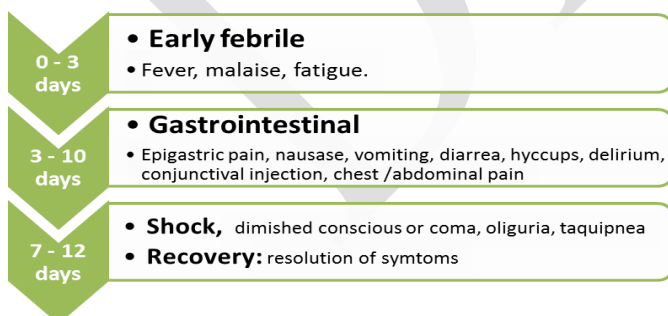 0 - 3
days
• Early febrile
• Fever, malaise, fatigue.
3 - 10
days
• Gastrointestinal
• Epigastric pain, nausase, vomiting, diarrea, hyccups, delirium,
conjunctival injection, chest /abdominal pain
7 - 12
days
• Shock, dimished conscious or coma, oliguria, taquipnea
• Recovery: resolution of symtoms